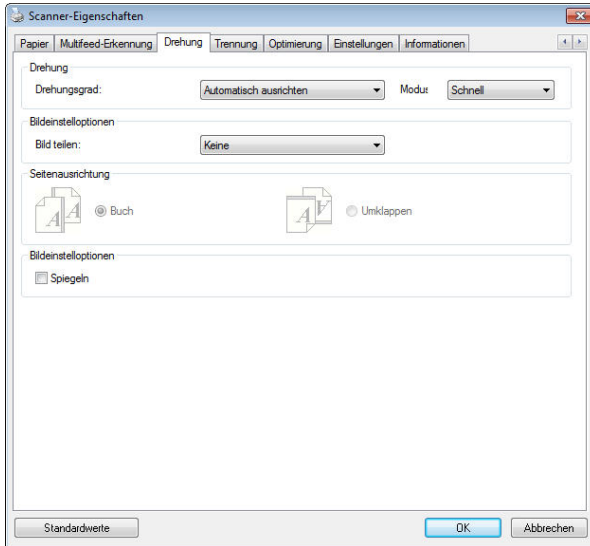 Scanner-Eigenschaften
Papier Multifeed-Erkennung Drehung Trennung Optimierung Einstellungen Informationen
Drehung
Drehungsgrad: Automatisch ausrichten Modus Schnell
Bildeinstelloptionen
Bild teilen: Keine
Seitenausrichtung
A A Buch A A Umklappen
Bildeinstelloptionen
Spiegeln
Standardwerte OK Abbrechen